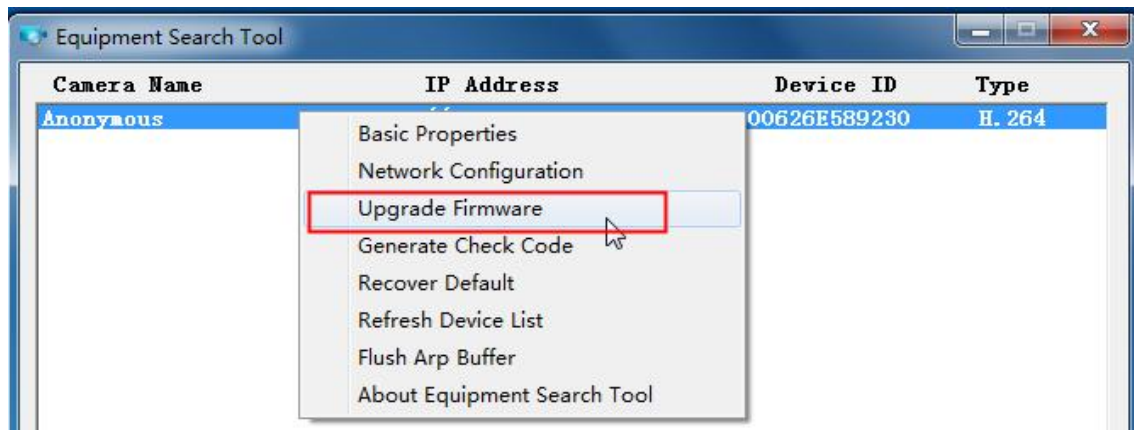 Equipment Search Tool
Camera Name IP Address Device ID Type
Anonymous 00626E589230 H.264
Basic Properties
Network Configuration
Upgrade Firmware
Generate Check Code
Recover Default
Refresh Device List
Flush Arp Buffer
About Equipment Search Tool